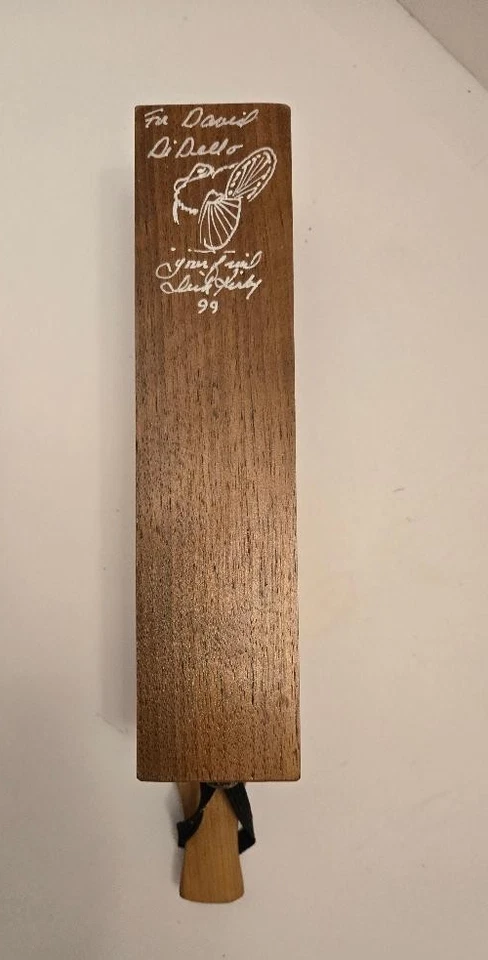 For David
DiDello
your friend
Dick Kirby
99